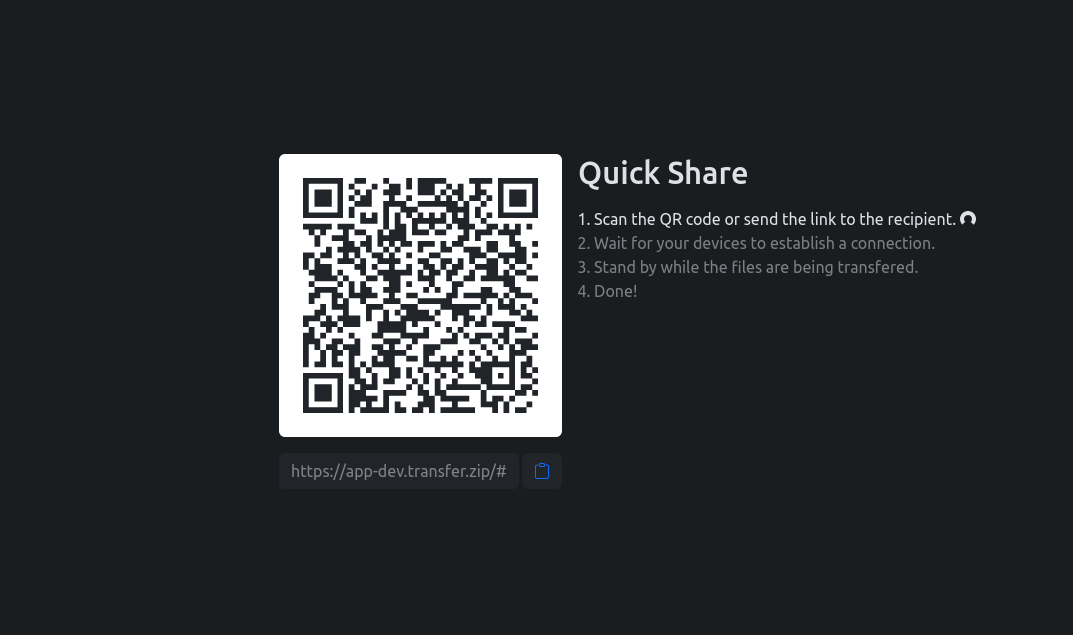 Quick Share
1. Scan the QR code or send the link to the recipient.
2. Wait for your devices to establish a connection.
3. Stand by while the files are being transfered.
4. Done!
https://app-dev.transfer.zip/#